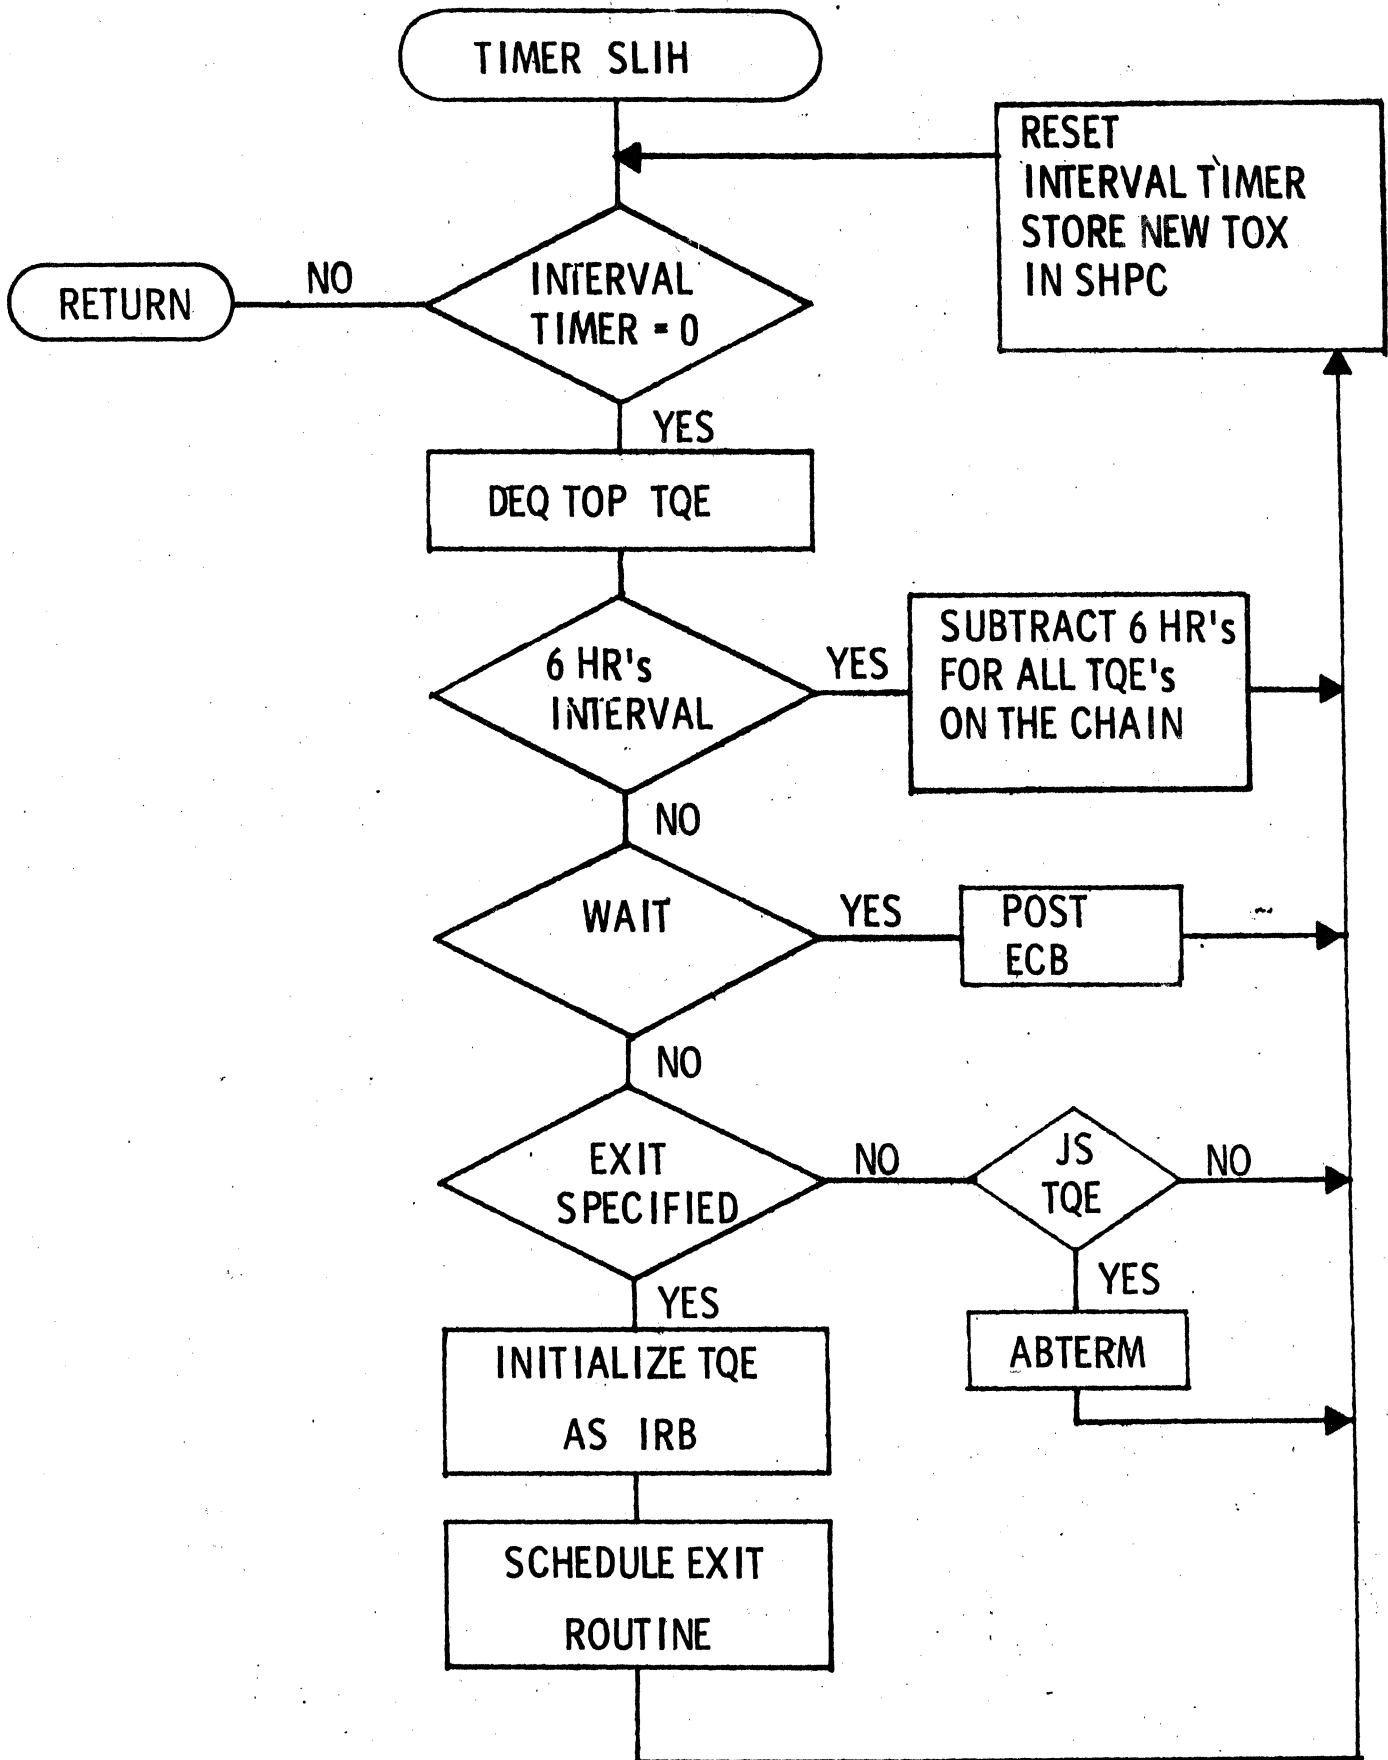 TIMER SLIH
RESET
INTERVAL TIMER
STORE NEW TOX
IN SHPC
NO
RETURN
INTERVAL
TIMER = 0
YES
DEQ TOP TQE
6 HR's
INTERVAL
YES
SUBTRACT 6 HR's
FOR ALL TQE's
ON THE CHAIN
NO
WAIT
YES
POST
ECB
NO
EXIT
SPECIFIED
NO
JS
TQE
NO
YES
YES
ABTERM
INITIALIZE TQE
AS IRB
SCHEDULE EXIT
ROUTINE